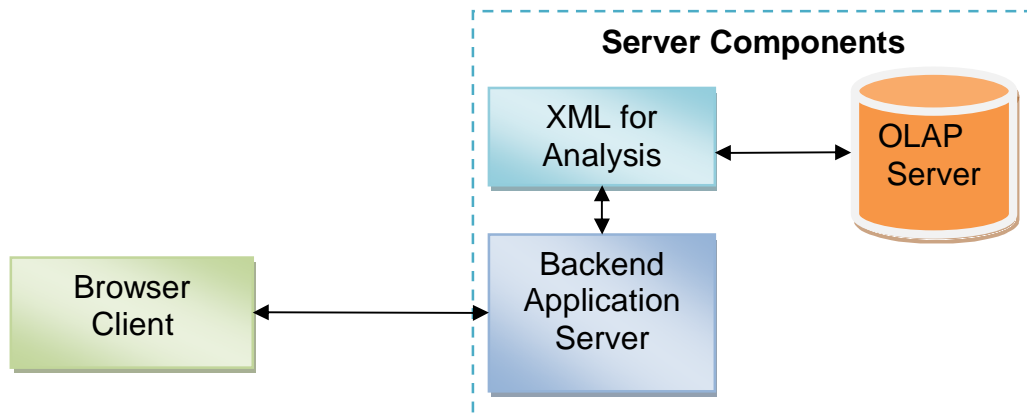 Server Components
XML for
Analysis
OLAP
Server
Backend
Application
Server
Browser
Client